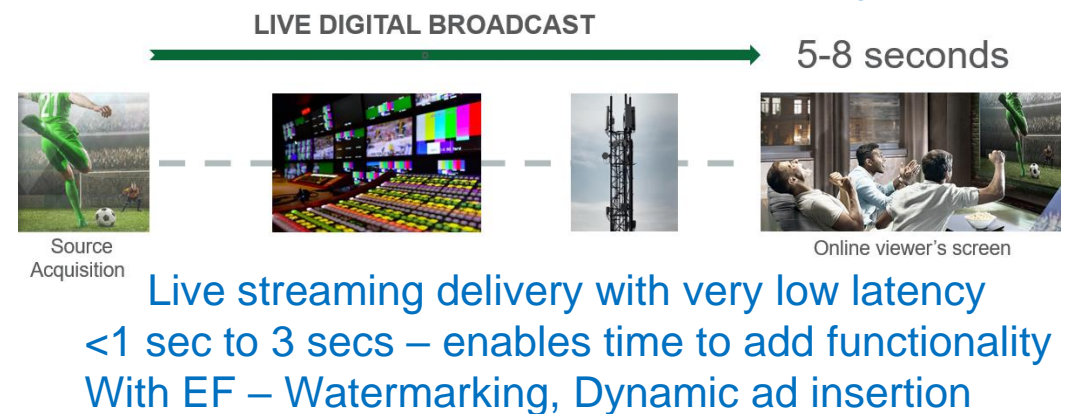 LIVE DIGITAL BROADCAST
5-8 seconds
Source
Acquisition
Online viewer's screen
Live streaming delivery with very low latency
<1 sec to 3 secs – enables time to add functionality
With EF – Watermarking, Dynamic ad insertion